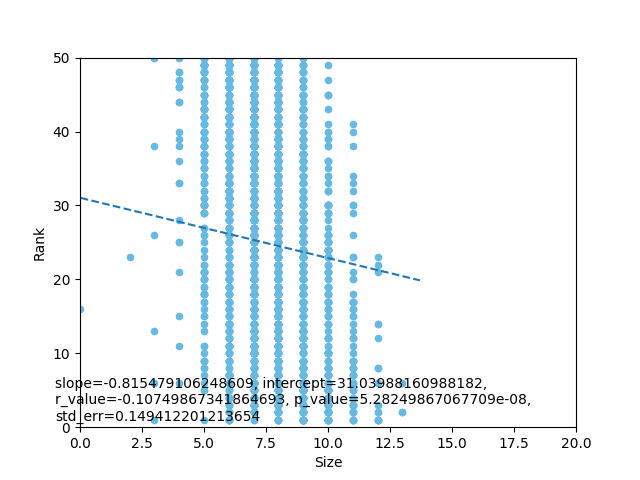 50
40
30
20
10
0
Rank
slope=-0.815479106248609, intercept=31.03988160988182,
r_value=-0.10749867341864693, p_value=5.28249867067709e-08,
std_err=0.149412201213654
0.0 2.5 5.0 7.5 10.0 12.5 15.0 17.5 20.0
Size